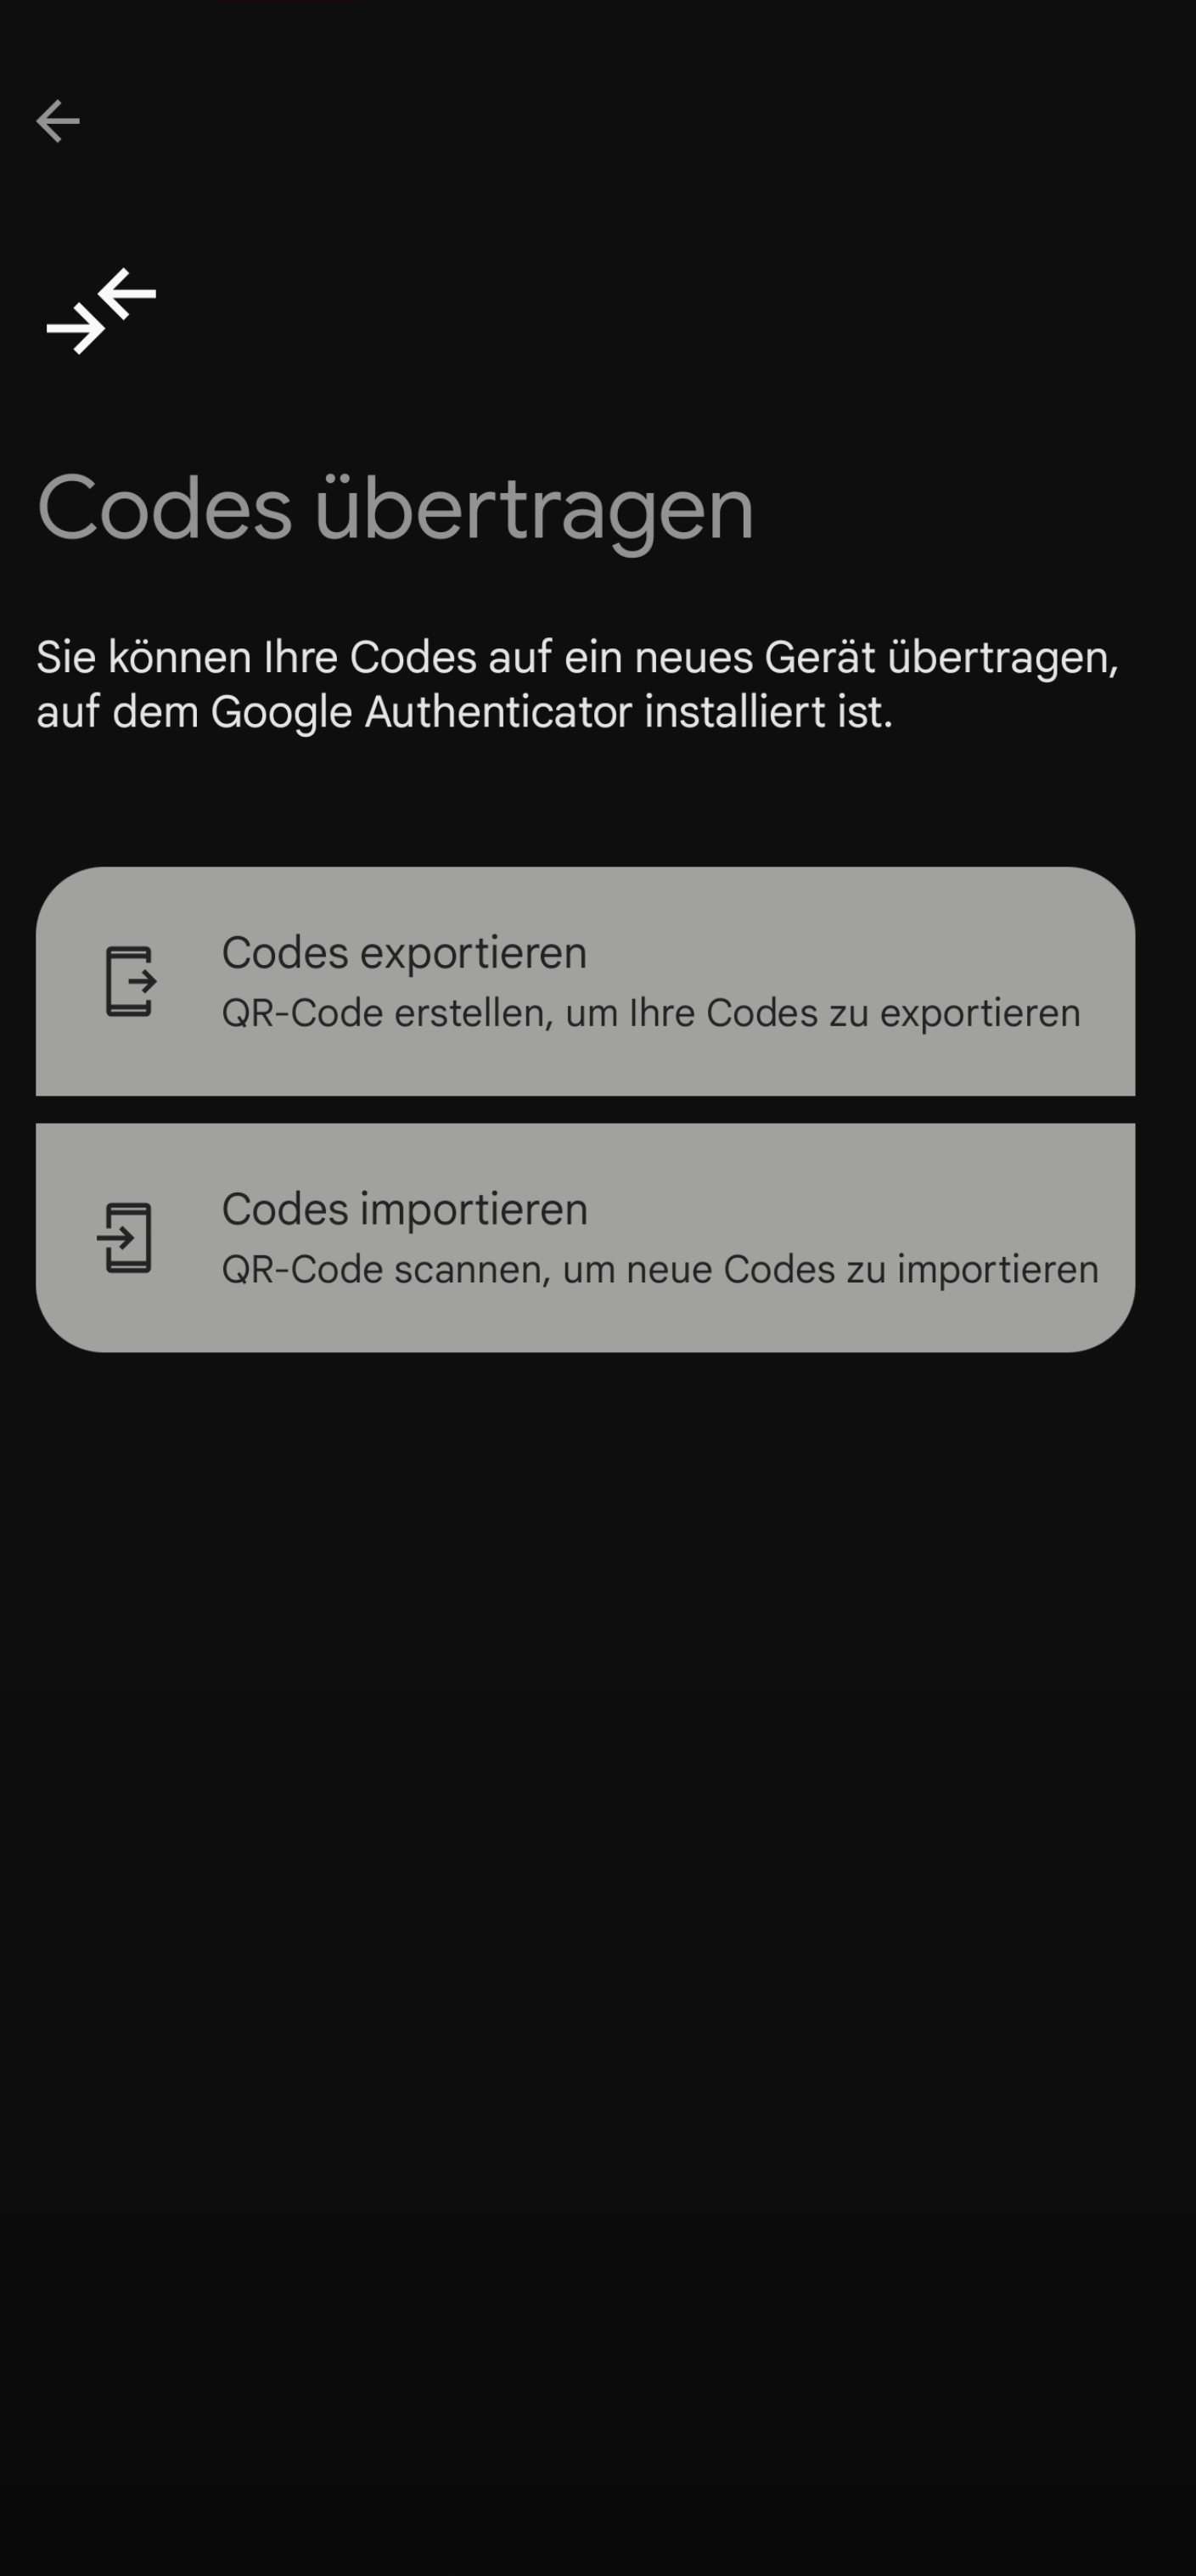 Codes übertragen
Sie können Ihre Codes auf ein neues Gerät übertragen,
auf dem Google Authenticator installiert ist.
Codes exportieren
QR-Code erstellen, um Ihre Codes zu exportieren
Codes importieren
QR-Code scannen, um neue Codes zu importieren